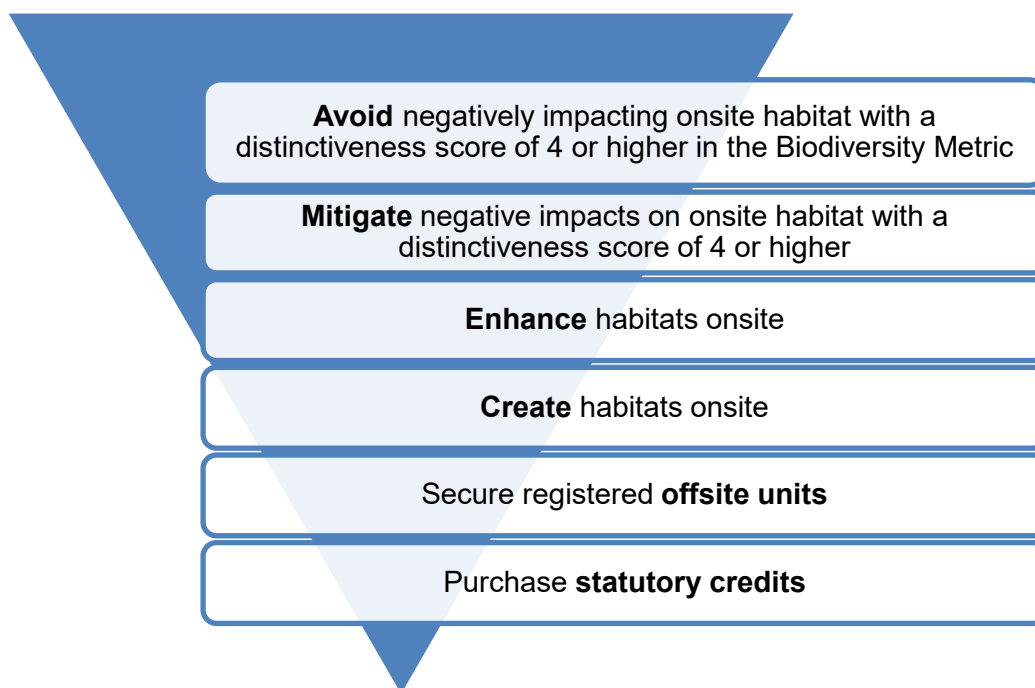 Avoid negatively impacting onsite habitat with a
distinctiveness score of 4 or higher in the Biodiversity Metric
Mitigate negative impacts on onsite habitat with a
distinctiveness score of 4 or higher
Enhance habitats onsite
Create habitats onsite
Secure registered offsite units
Purchase statutory credits